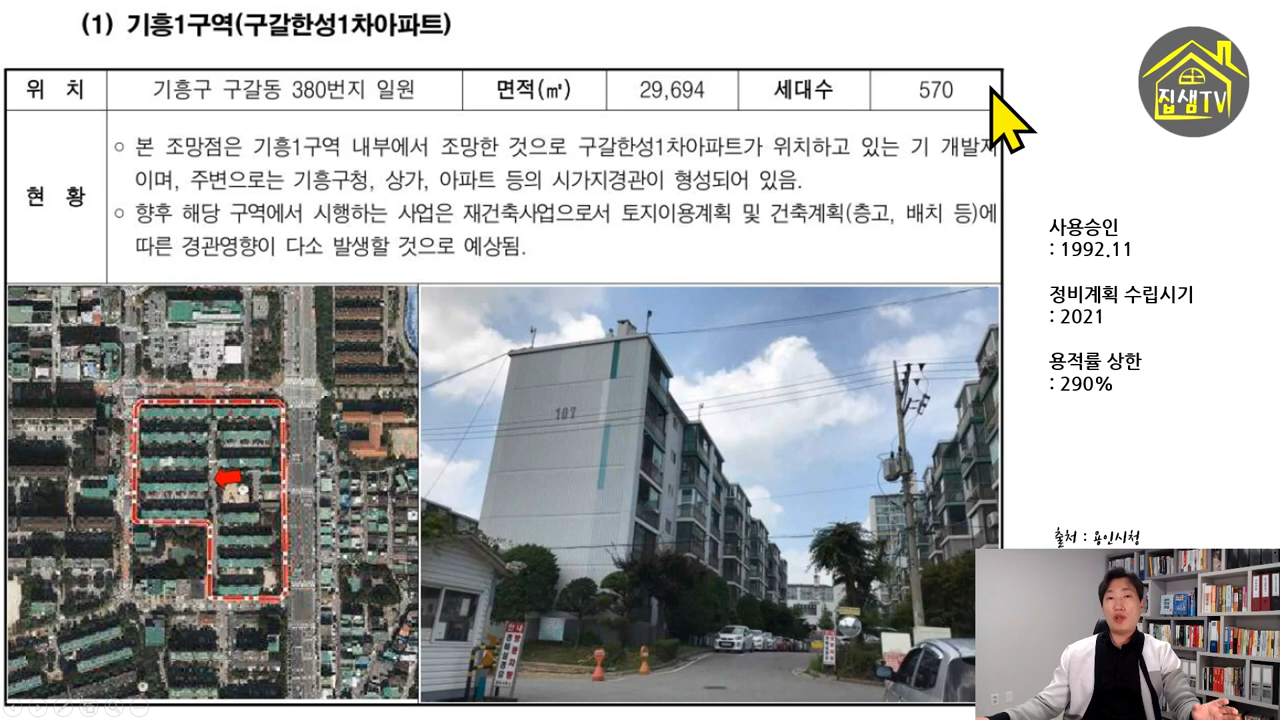 (1) 기흥1구역(구갈한성1차아파트)
위 치 기흥구 구갈동 380번지 일원 면적(㎡) 29,694 세대수 570
현 황
○ 본 조망점은 기흥1구역 내부에서 조망한 것으로 구갈한성1차아파트가 위치하고 있는 기 개발지
이며, 주변으로는 기흥구청, 상가, 아파트 등의 시가지경관이 형성되어 있음.
○ 향후 해당 구역에서 시행하는 사업은 재건축사업으로서 토지이용계획 및 건축계획(층고, 배치 등)에
따른 경관영향이 다소 발생할 것으로 예상됨.
107
안내
집샘TV
사용승인
: 1992.11
정비계획 수립시기
: 2021
용적률 상한
: 290%
출처 : 용인시청